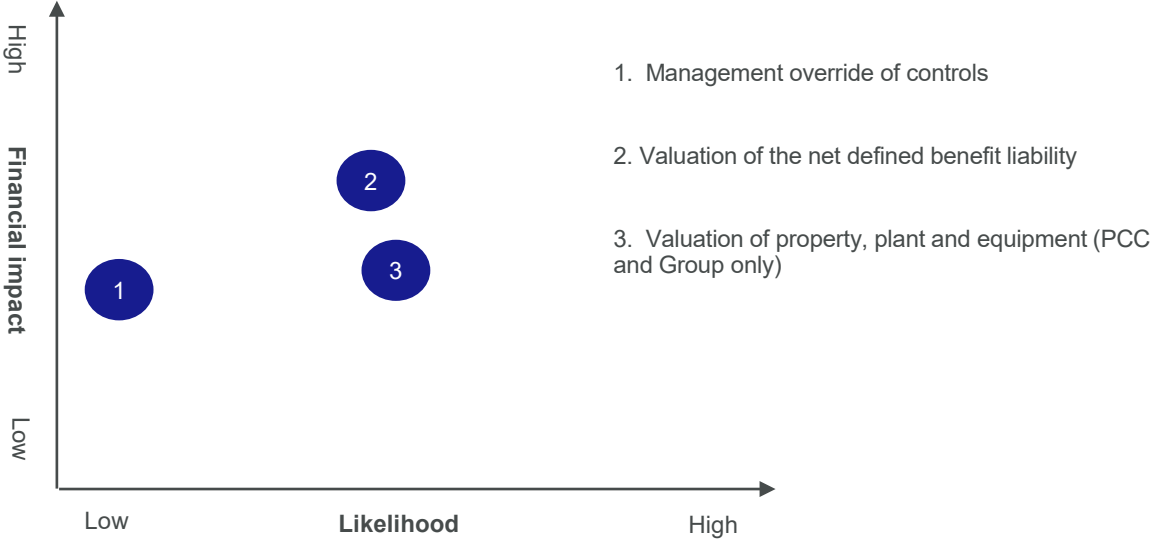 High
Financial impact
Low
1
2
3
Low
Likelihood
High
1. Management override of controls
2. Valuation of the net defined benefit liability
3. Valuation of property, plant and equipment (PCC
and Group only)